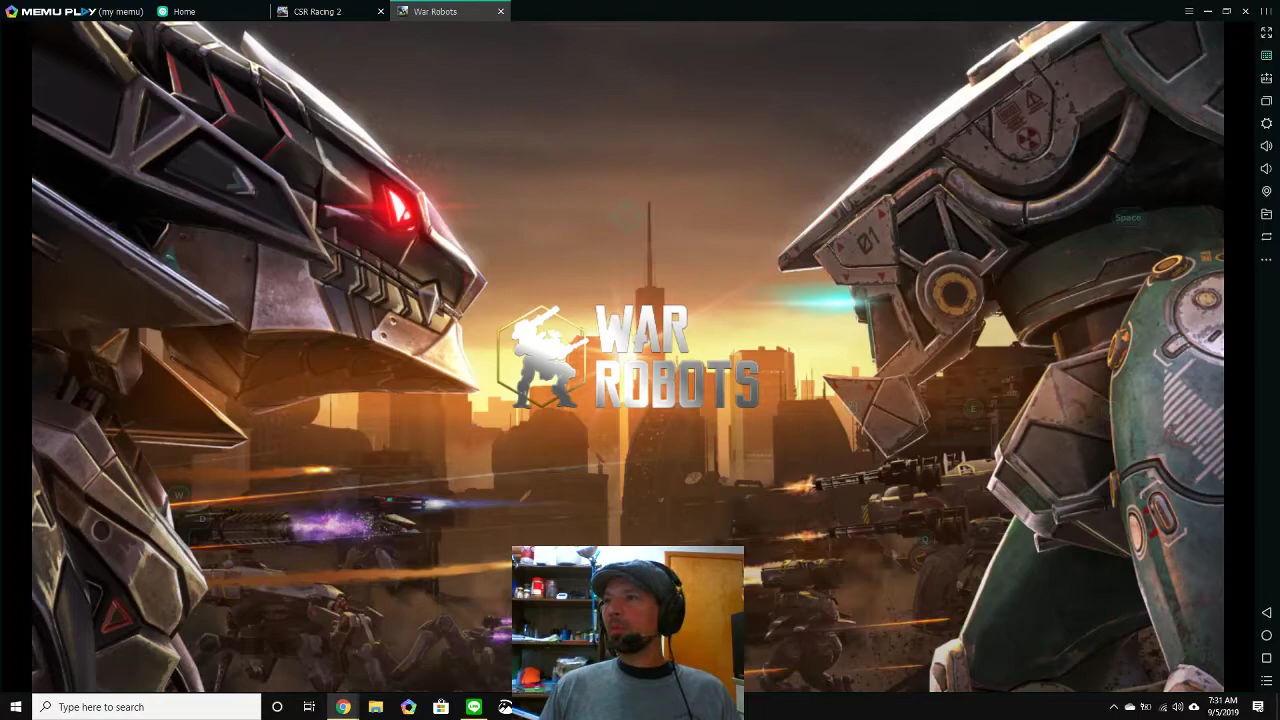 MEMU PLAY (my memu)
Home
CSR Racing 2
War Robots
01
Space
WAR
ROBOTS
E
W
D
Q
Type here to search
7:31 AM
9/5/2019